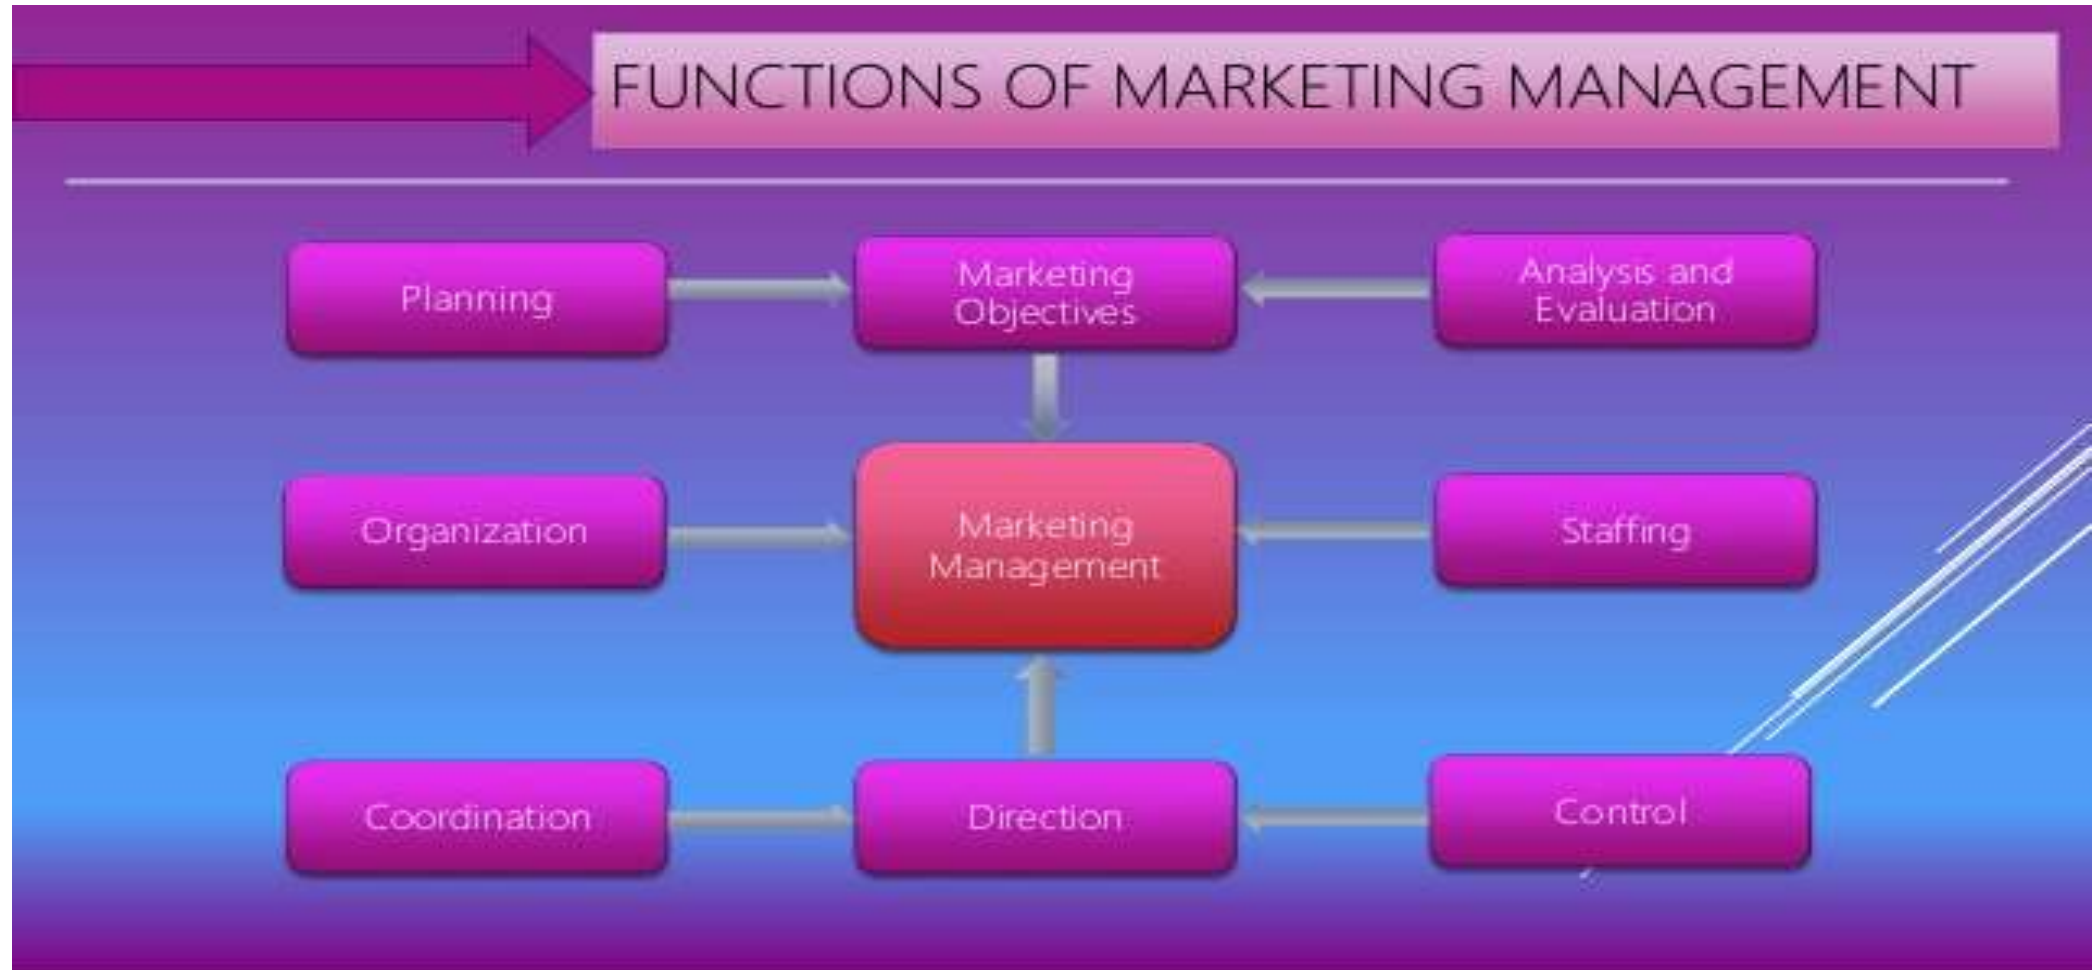 FUNCTIONS OF MARKETING MANAGEMENT
Planning
Marketing
Objectives
Analysis and
Evaluation
Organization
Marketing
Management
Staffing
Coordination
Direction
Control